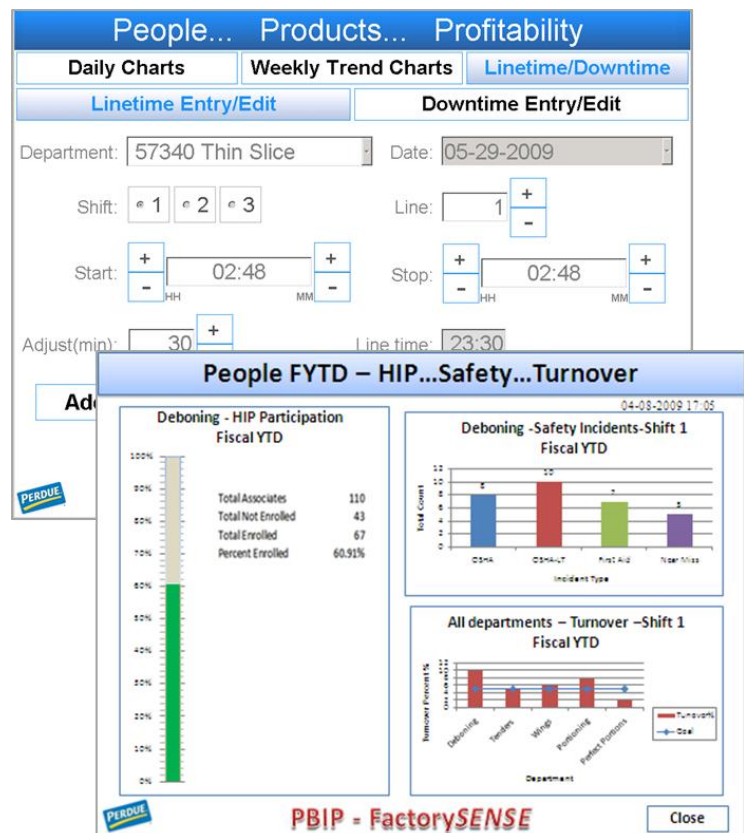 People... Products... Profitability
Daily Charts Weekly Trend Charts Linetime/Downtime
Linetime Entry/Edit Downtime Entry/Edit
Department: 57340 Thin Slice Date: 05-29-2009
Shift: 1 2 3 Line: 1 + -
Start: + - 02:48 + - HH MM Stop: + - 02:48 + - HH MM
Adjust(min): 30 + Line time: 23:30
PERDUE
People FYTD – HIP...Safety...Turnover
04-08-2009 17:05
Deboning - HIP Participation
Fiscal YTD
100%
90%
80%
70%
60%
50%
40%
30%
20%
10%
0%
Total Associates 110
Total Not Enrolled 43
Total Enrolled 67
Percent Enrolled 60.91%
Deboning -Safety Incidents-Shift 1
Fiscal YTD
Total Count
12
10
8
6
4
2
0
8 10 7 5
OSHA OSHA-LT First Aid Near Miss
Incident Type
All departments – Turnover –Shift 1
Fiscal YTD
Turnover Percent %
Deboning Tenders Wings Portioning Perfect Portions
Turnover%
Goal
Department
PERDUE
PBIP - FactorySENSE
Close